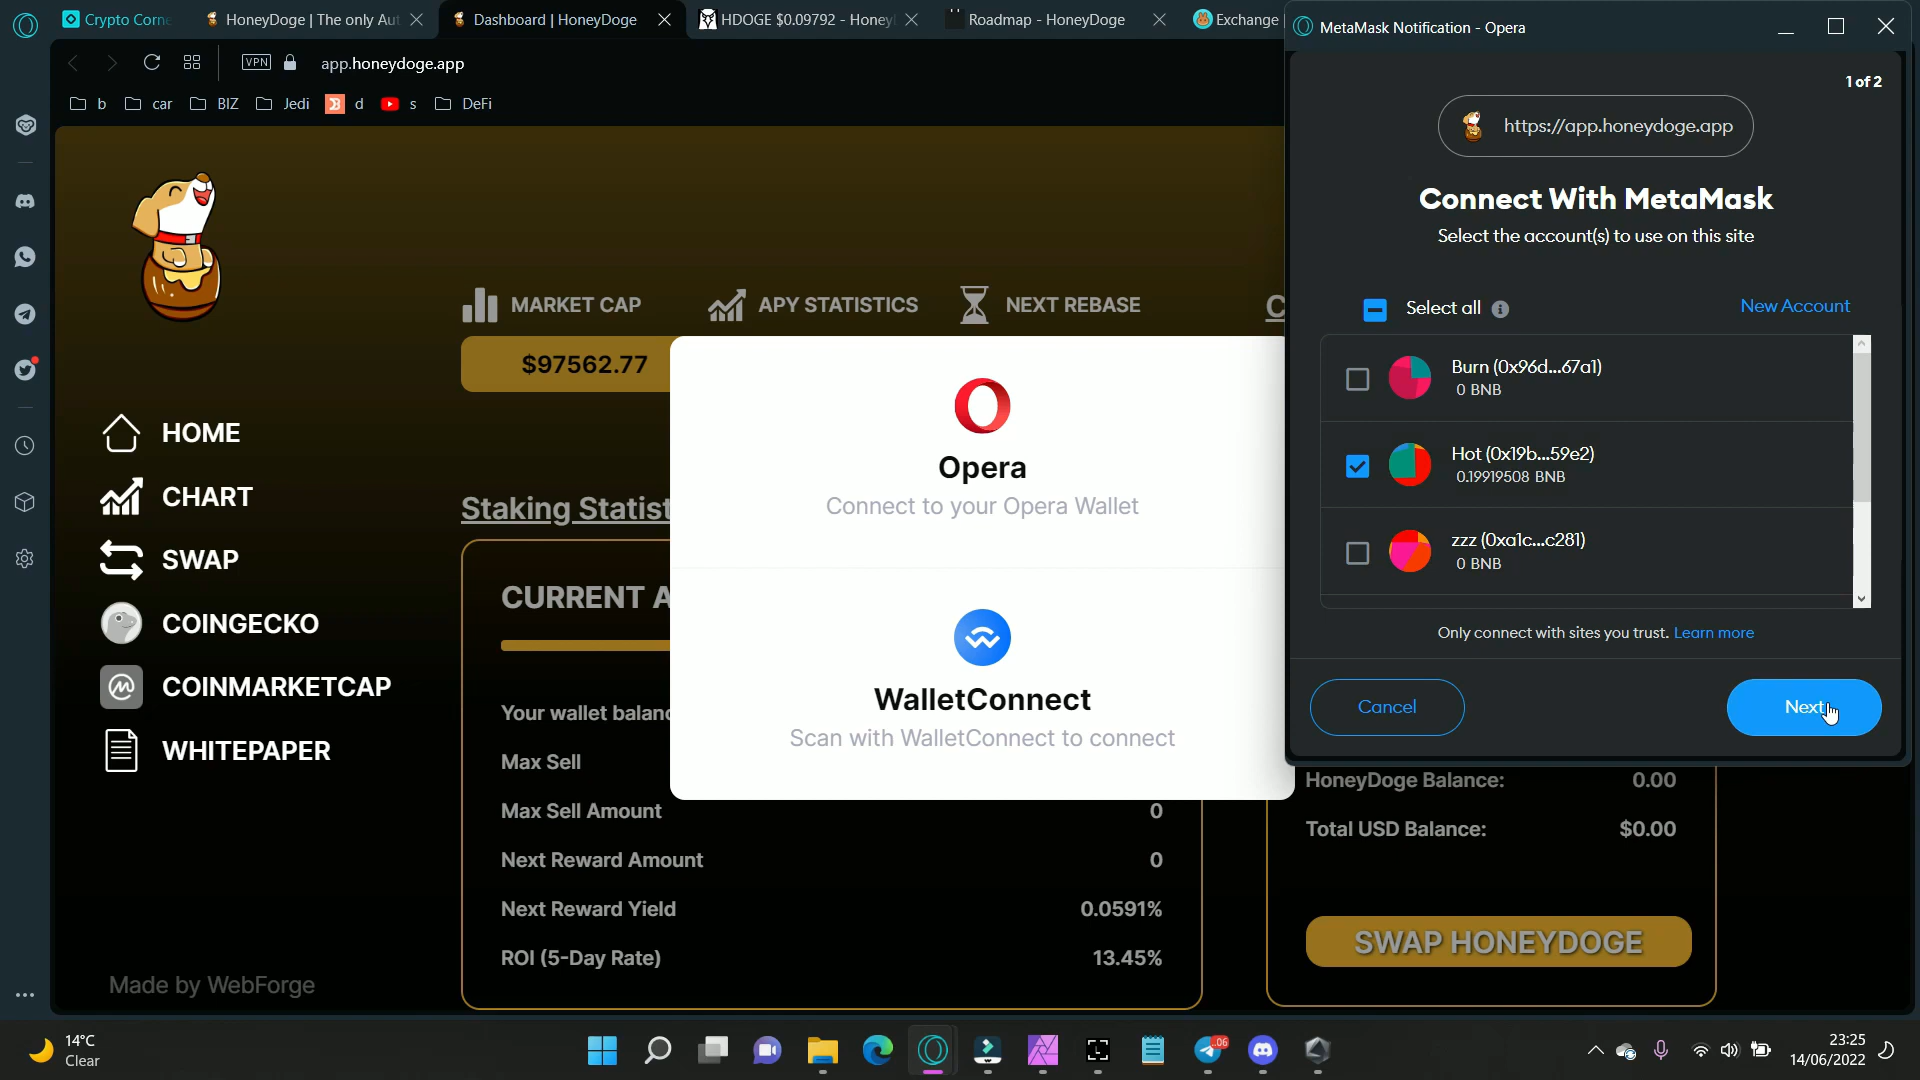 Crypto Corne
HoneyDoge | The only Aut
Dashboard | HoneyDoge
HDOGE $0.09792 - Honey
Roadmap - HoneyDoge
Exchange
VPN
app.honeydoge.app
b
car
BIZ
Jedi
d
s
DeFi
MARKET CAP
APY STATISTICS
NEXT REBASE
C
$97562.77
HOME
CHART
SWAP
COINGECKO
COINMARKETCAP
WHITEPAPER
Made by WebForge
Staking Statist
CURRENT A
Your wallet balanc
Max Sell
Max Sell Amount 0
Next Reward Amount 0
Next Reward Yield 0.0591%
ROI (5-Day Rate) 13.45%
Opera
Connect to your Opera Wallet
WalletConnect
Scan with WalletConnect to connect
HoneyDoge Balance: 0.00
Total USD Balance: $0.00
SWAP HONEYDOGE
MetaMask Notification - Opera
1 of 2
https://app.honeydoge.app
Connect With MetaMask
Select the account(s) to use on this site
Select all
New Account
Burn (0x96d...67a1)
0 BNB
Hot (0x19b...59e2)
0.19919508 BNB
zzz (0xa1c...c281)
0 BNB
Only connect with sites you trust. Learn more
Cancel
Next
14°C
Clear
.06
23:25
14/06/2022